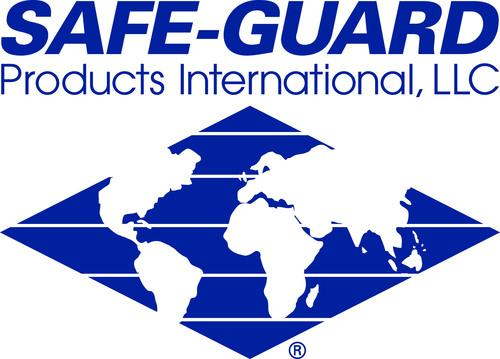 SAFE-GUARD
Products International, LLC
®